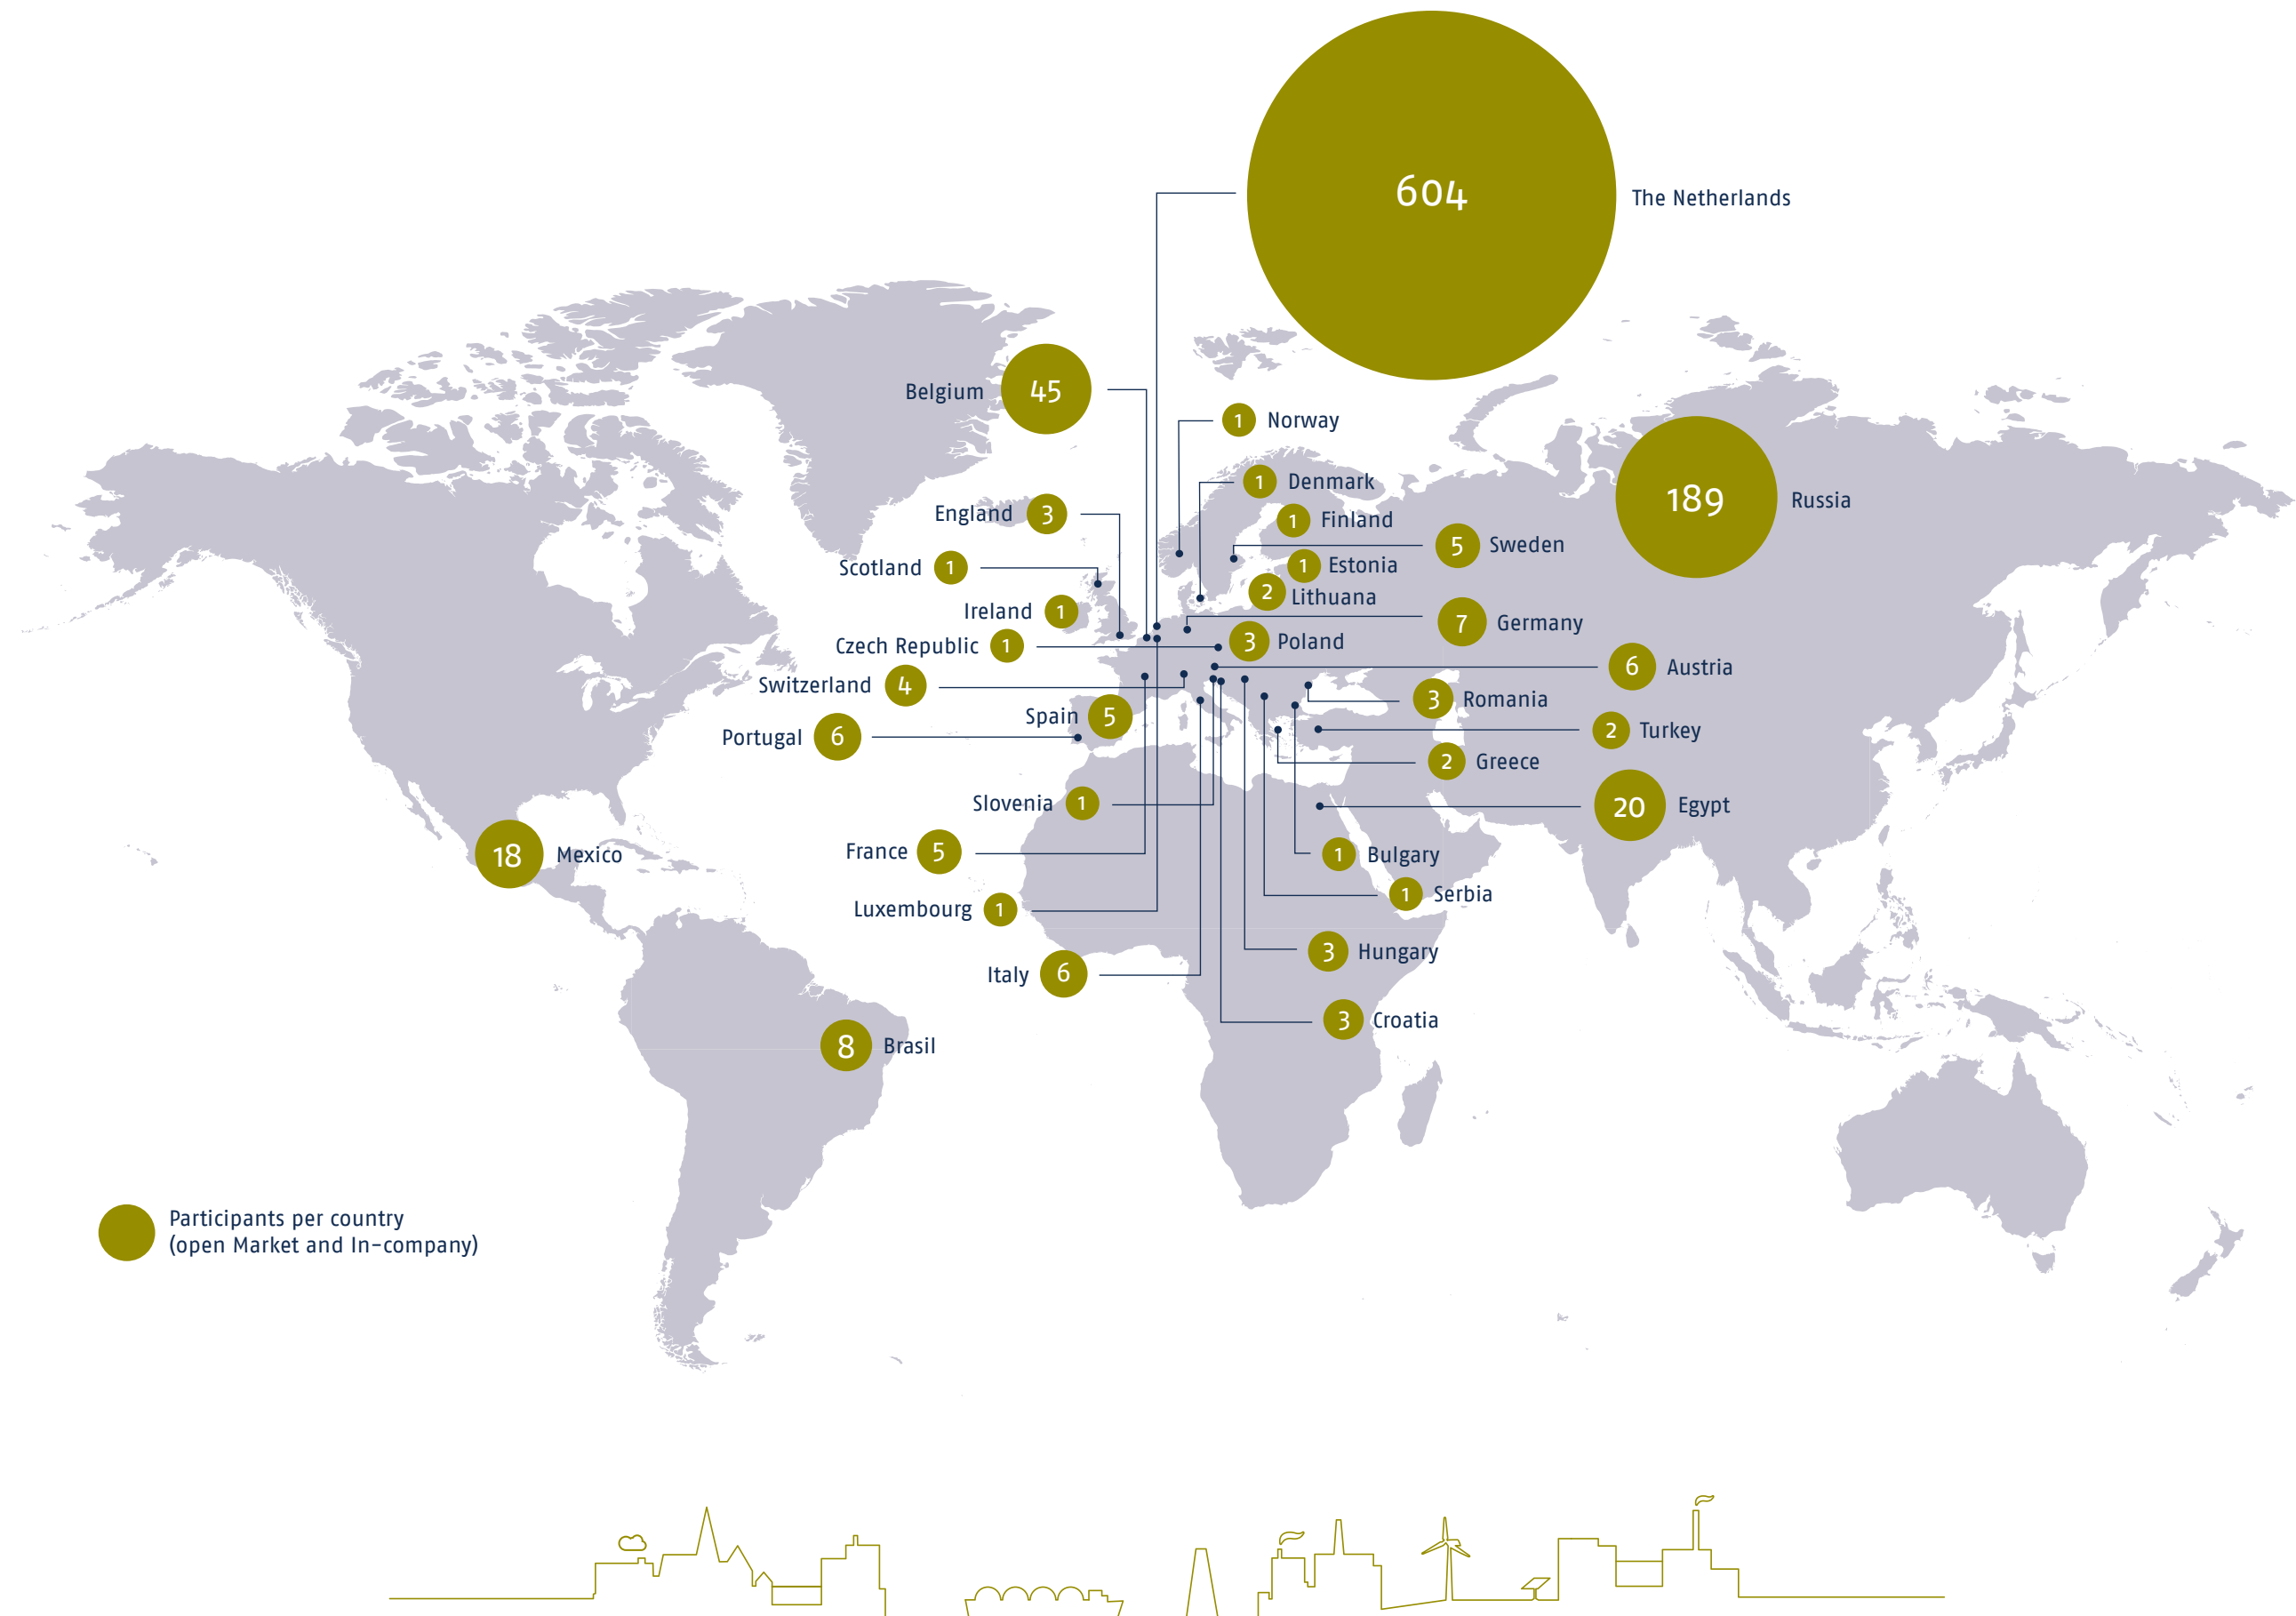 604
The Netherlands
Belgium 45
1 Norway
1 Denmark
England 3
1 Finland
189 Russia
5 Sweden
Scotland 1
1 Estonia
2 Lithuana
Ireland 1
7 Germany
Czech Republic 1
3 Poland
6 Austria
Switzerland 4
3 Romania
Spain 5
Portugal 6
2 Turkey
2 Greece
Slovenia 1
20 Egypt
18 Mexico
France 5
1 Bulgary
1 Serbia
Luxembourg 1
3 Hungary
Italy 6
3 Croatia
8 Brasil
Participants per country
(open Market and In-company)